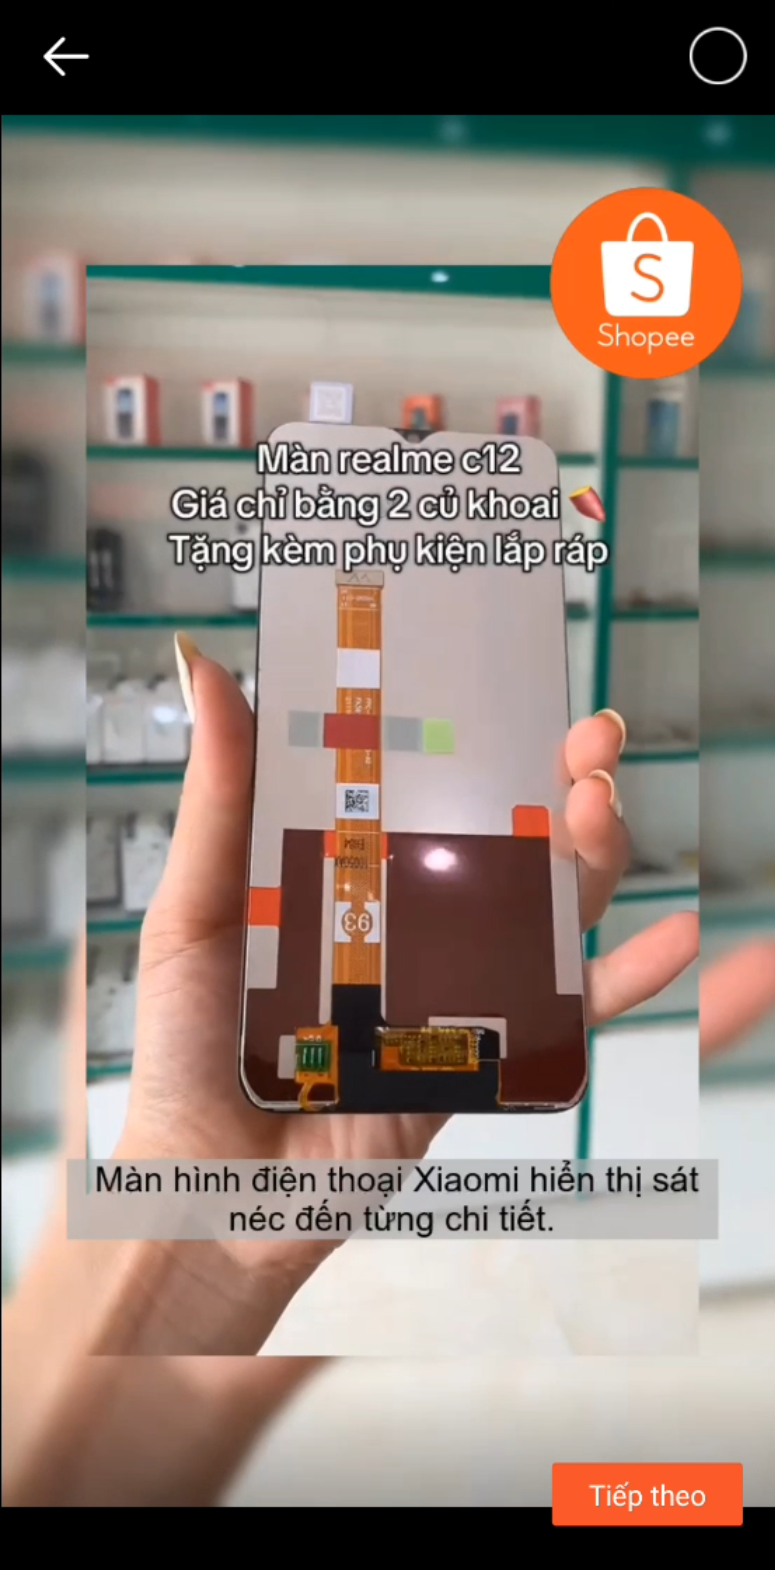 S
Shopee
Màn realme c12
Giá chỉ bằng 2 củ khoai 🍠
Tặng kèm phụ kiện lắp ráp
93
Màn hình điện thoại Xiaomi hiển thị sát
néc đến từng chi tiết.
Tiếp theo